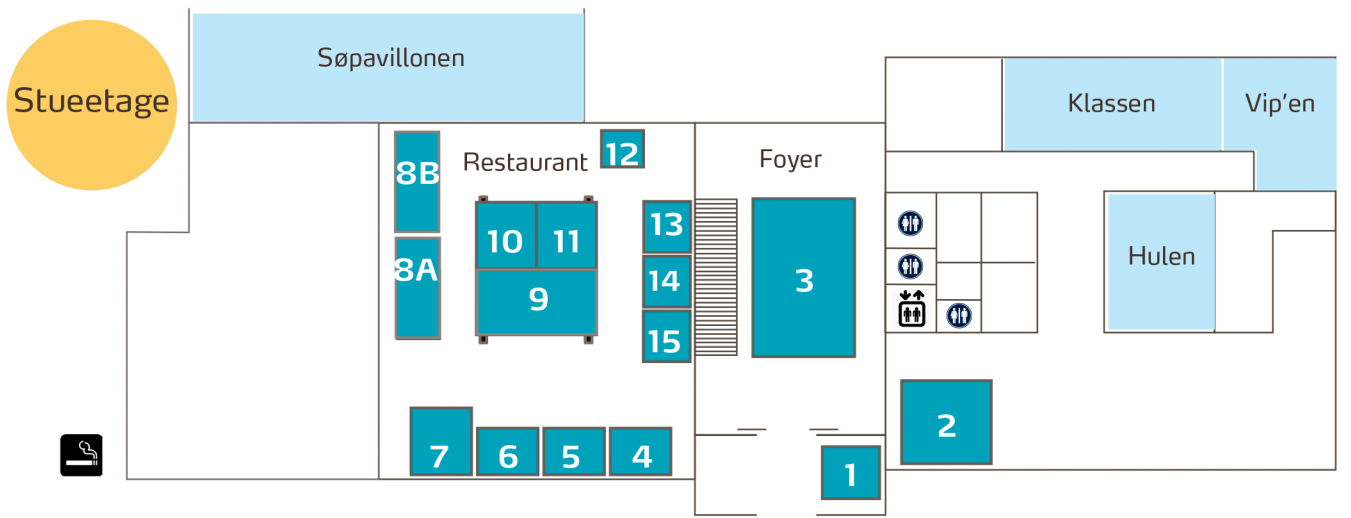 Stueetage
Søpavillonen
Klassen
Vip'en
Restaurant
12
Foyer
8B
8A
10
11
9
13
14
15
3
Hulen
7
6
5
4
2
1